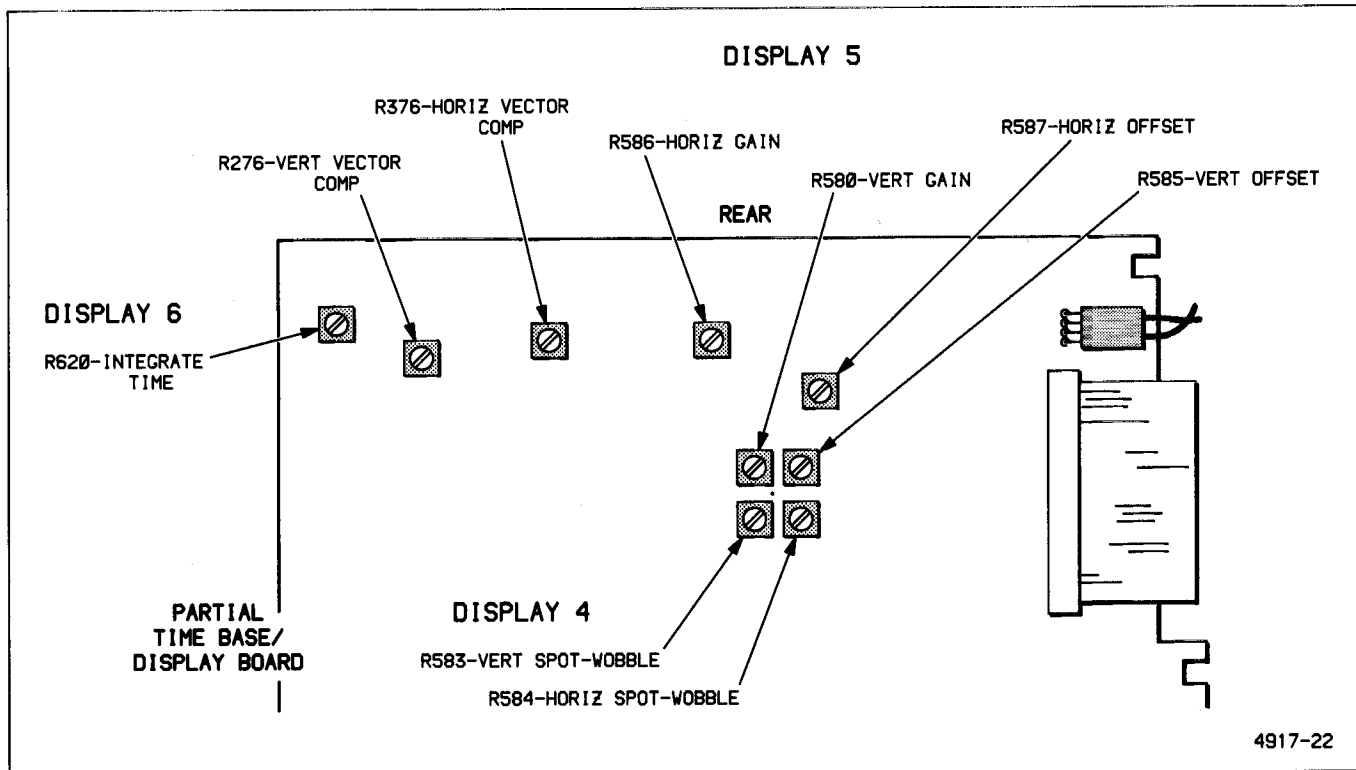 DISPLAY 5
R376-HORIZ VECTOR
COMP
R276-VERT VECTOR
COMP
R586-HORIZ GAIN
R587-HORIZ OFFSET
R580-VERT GAIN
R585-VERT OFFSET
REAR
DISPLAY 6
R620-INTEGRATE
TIME
PARTIAL
TIME BASE/
DISPLAY BOARD
DISPLAY 4
R583-VERT SPOT-WOBBLE
R584-HORIZ SPOT-WOBBLE
4917-22